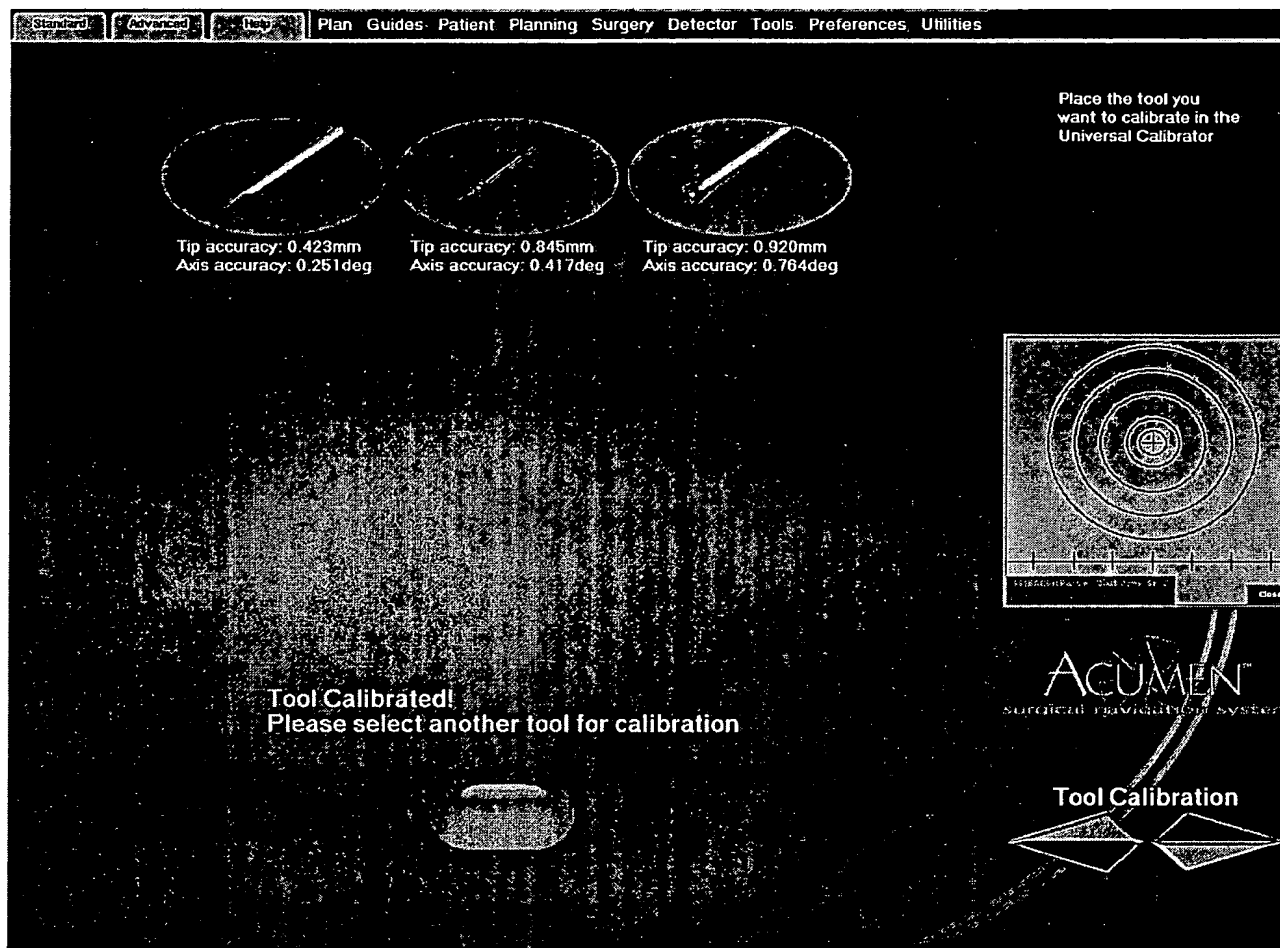 Standard Advanced Help Plan Guides Patient Planning Surgery Detector Tools Preferences Utilities
Place the tool you
want to calibrate in the
Universal Calibrator
Tip accuracy: 0.423mm Tip accuracy: 0.845mm Tip accuracy: 0.920mm
Axis accuracy: 0.251deg Axis accuracy: 0.417deg Axis accuracy: 0.764deg
Close
ACUMEN™
surgical navigation system
Tool Calibrated!
Please select another tool for calibration
Tool Calibration